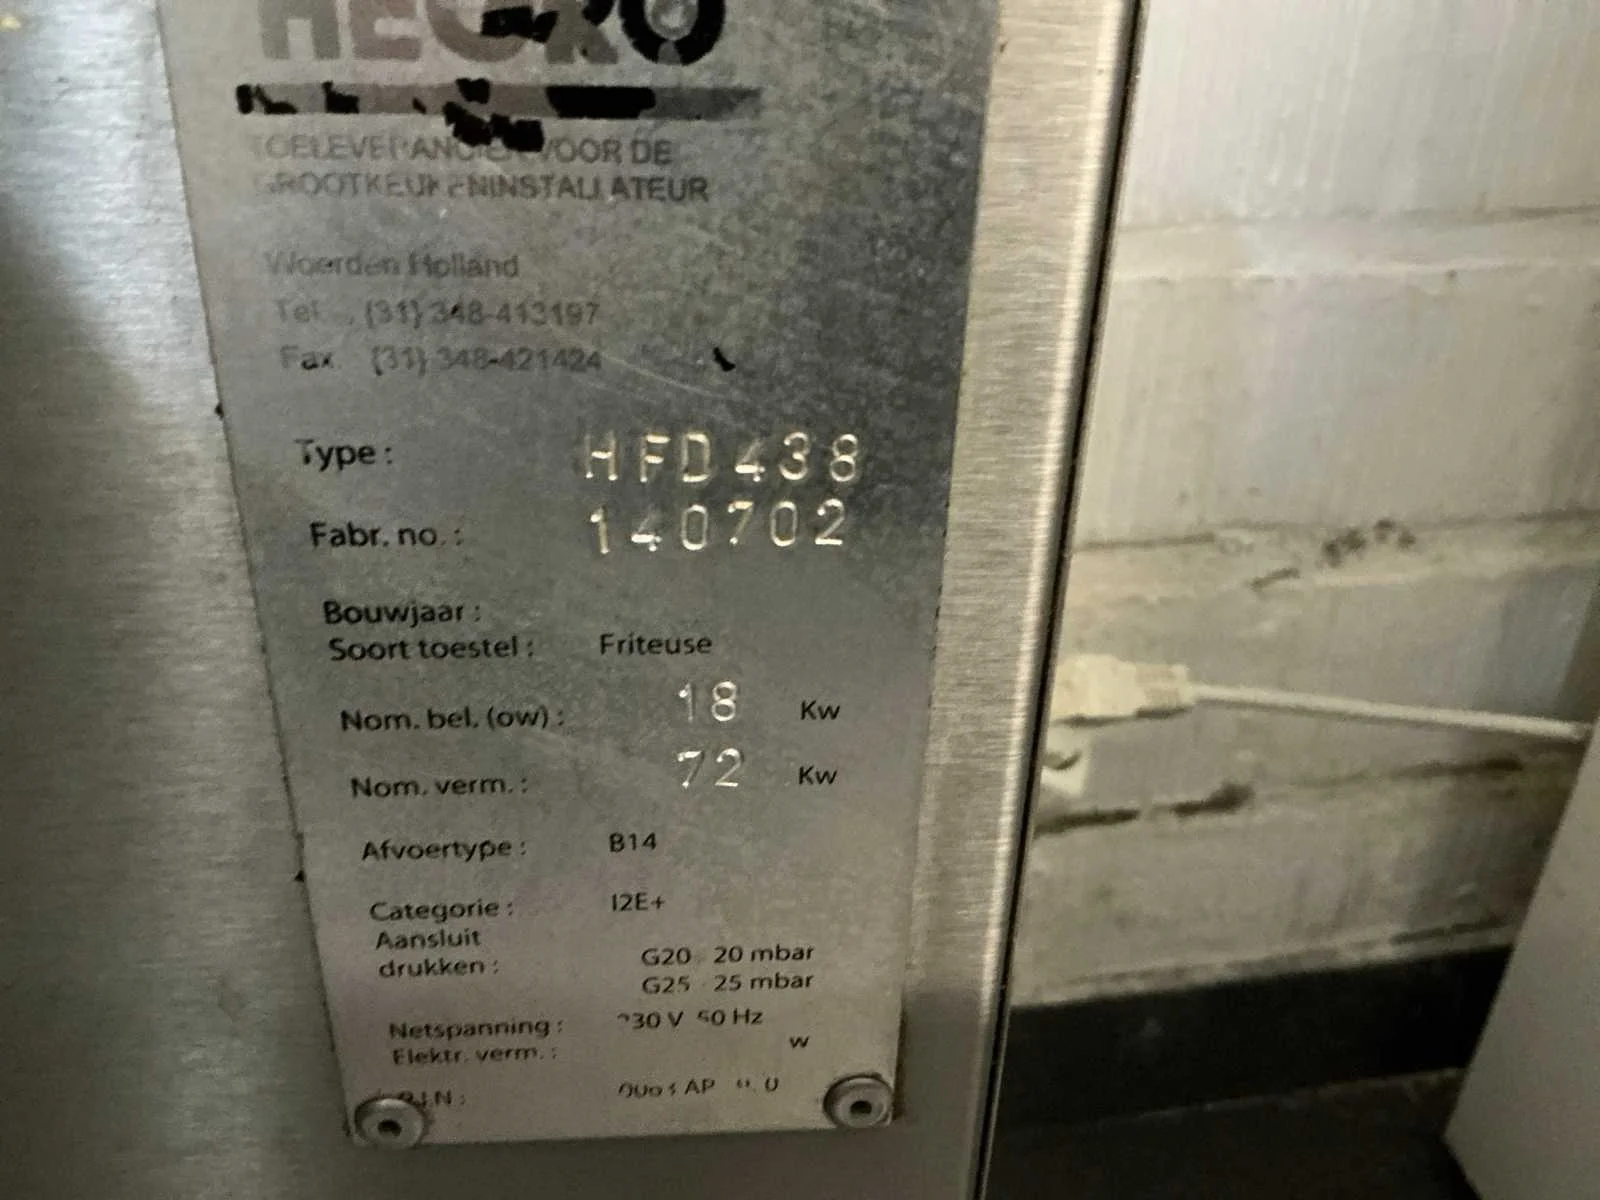 TOELEVERANCIER VOOR DE
GROOTKEUKENINSTALLATEUR
Woerden Holland
Tel. (31) 348-413197
Fax. (31) 348-421424
Type : HFD438
Fabr. no. : 140702
Bouwjaar :
Soort toestel : Friteuse
Nom. bel. (ow) : 18 Kw
Nom. verm. : 72 Kw
Afvoertype : B14
Categorie : I2E+
Aansluit
drukken : G20 20 mbar
G25 25 mbar
Netspanning : 230 V 50 Hz
Elektr. verm. : w
AP